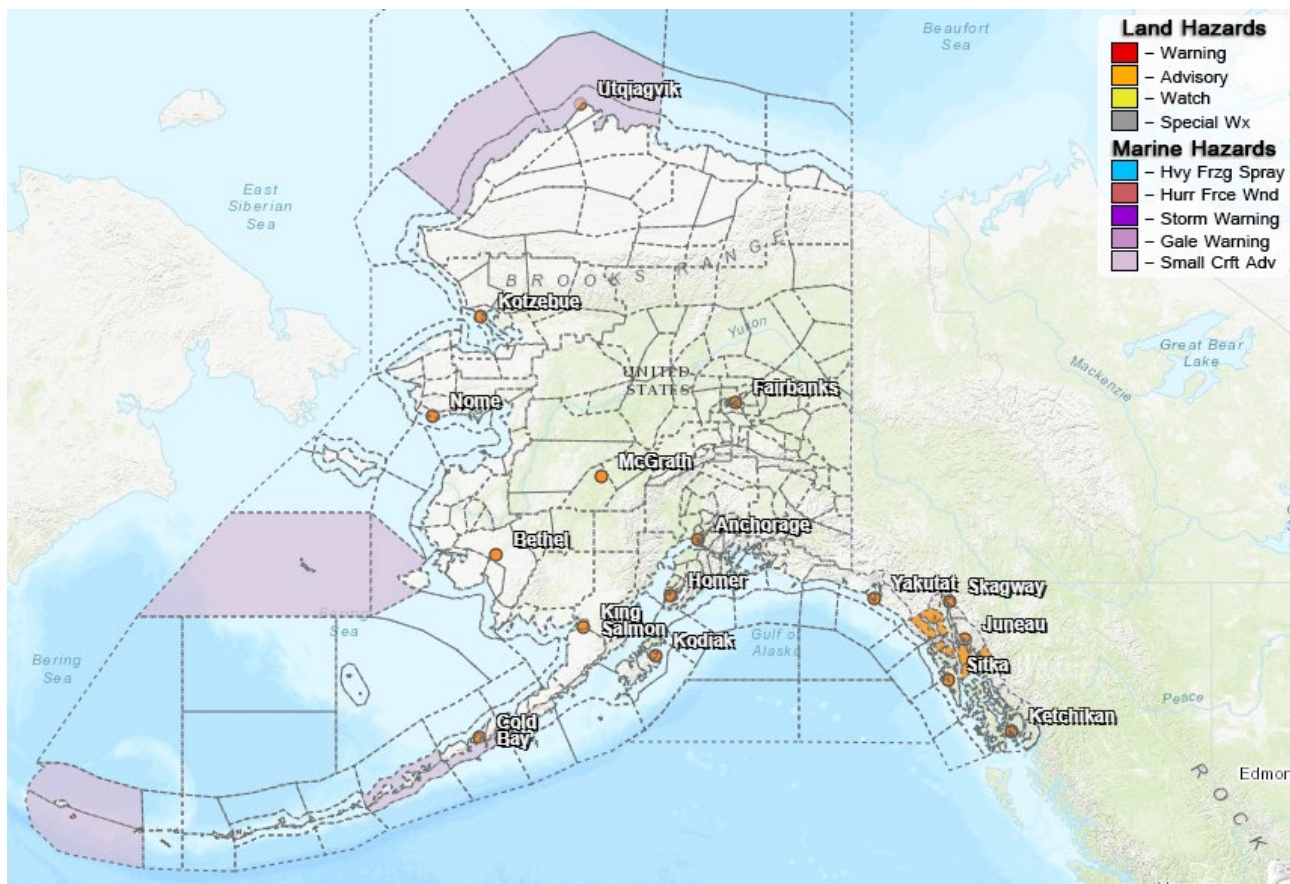 Beaufort
Sea
Land Hazards
– Warning
– Advisory
– Watch
– Special Wx
Marine Hazards
– Hvy Frzg Spray
– Hurr Frce Wnd
– Storm Warning
– Gale Warning
– Small Crft Adv
Utqiagvik
East
Siberian
Sea
BROOKS RANGE
Kotzebue
Yukon
Great Bear
Lake
Mackenzie
UNITED
STATES
Fairbanks
Nome
McGrath
Anchorage
Bethel
Homer
Yakutat
Skagway
Bering
Sea
King
Salmon
Kodiak
Gulf of
Alaska
Juneau
Sitka
Bering
Sea
Peace
Cold
Bay
Ketchikan
ROCK
Edmon